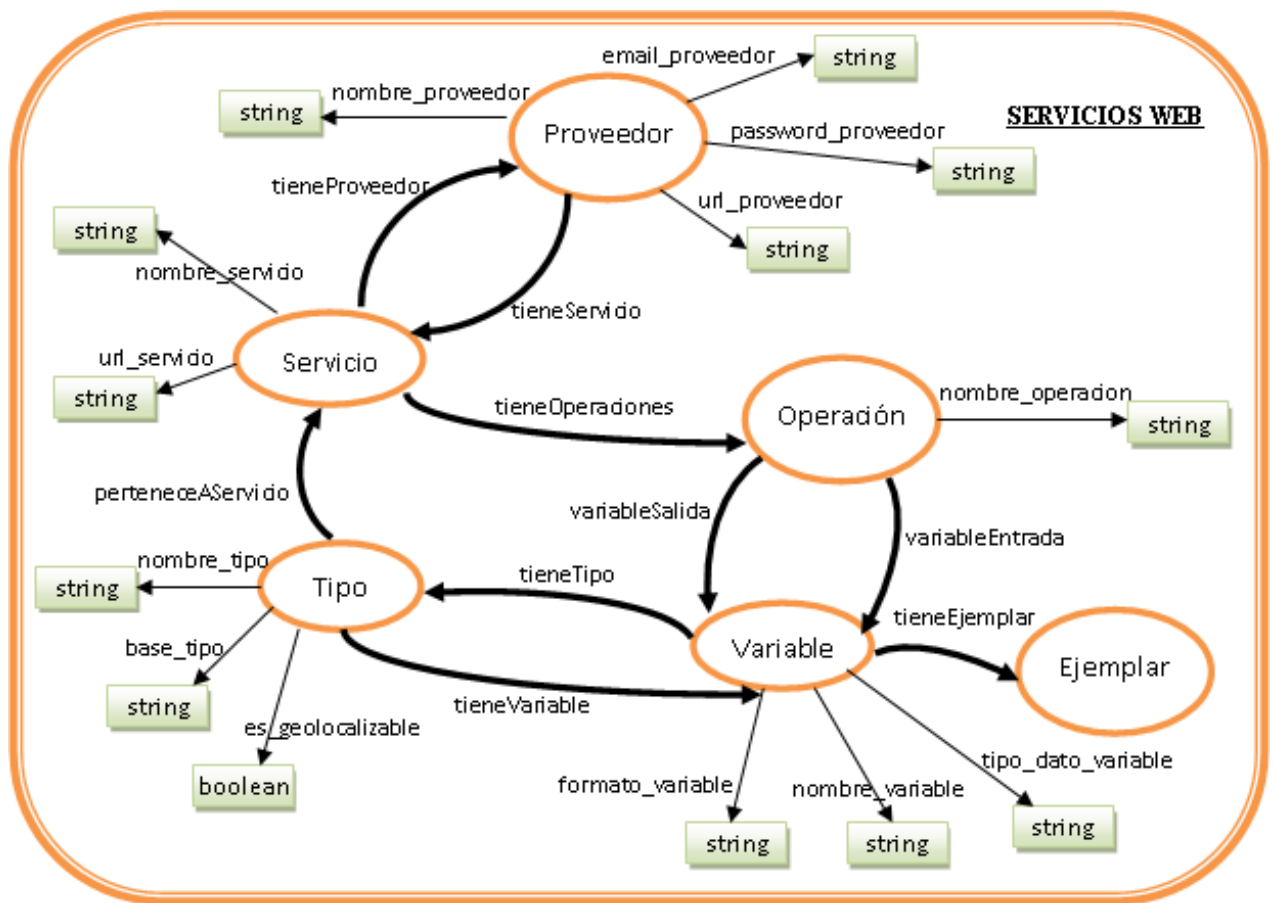 email_proveedor
string
nombre_proveedor
string
SERVICIOS WEB
Proveedor
password_proveedor
string
tieneProveedor
url_proveedor
string
string
nombre_servicio
tieneServicio
url_servicio
Servicio
string
tieneOperaciones
Operación
nombre_operacion
string
perteneceAServicio
variableSalida
variableEntrada
nombre_tipo
string
Tipo
tieneTipo
tieneEjemplar
base_tipo
string
Variable
Ejemplar
tieneVariable
es_geolocalizable
boolean
formato_variable
string
nombre_variable
string
tipo_dato_variable
string